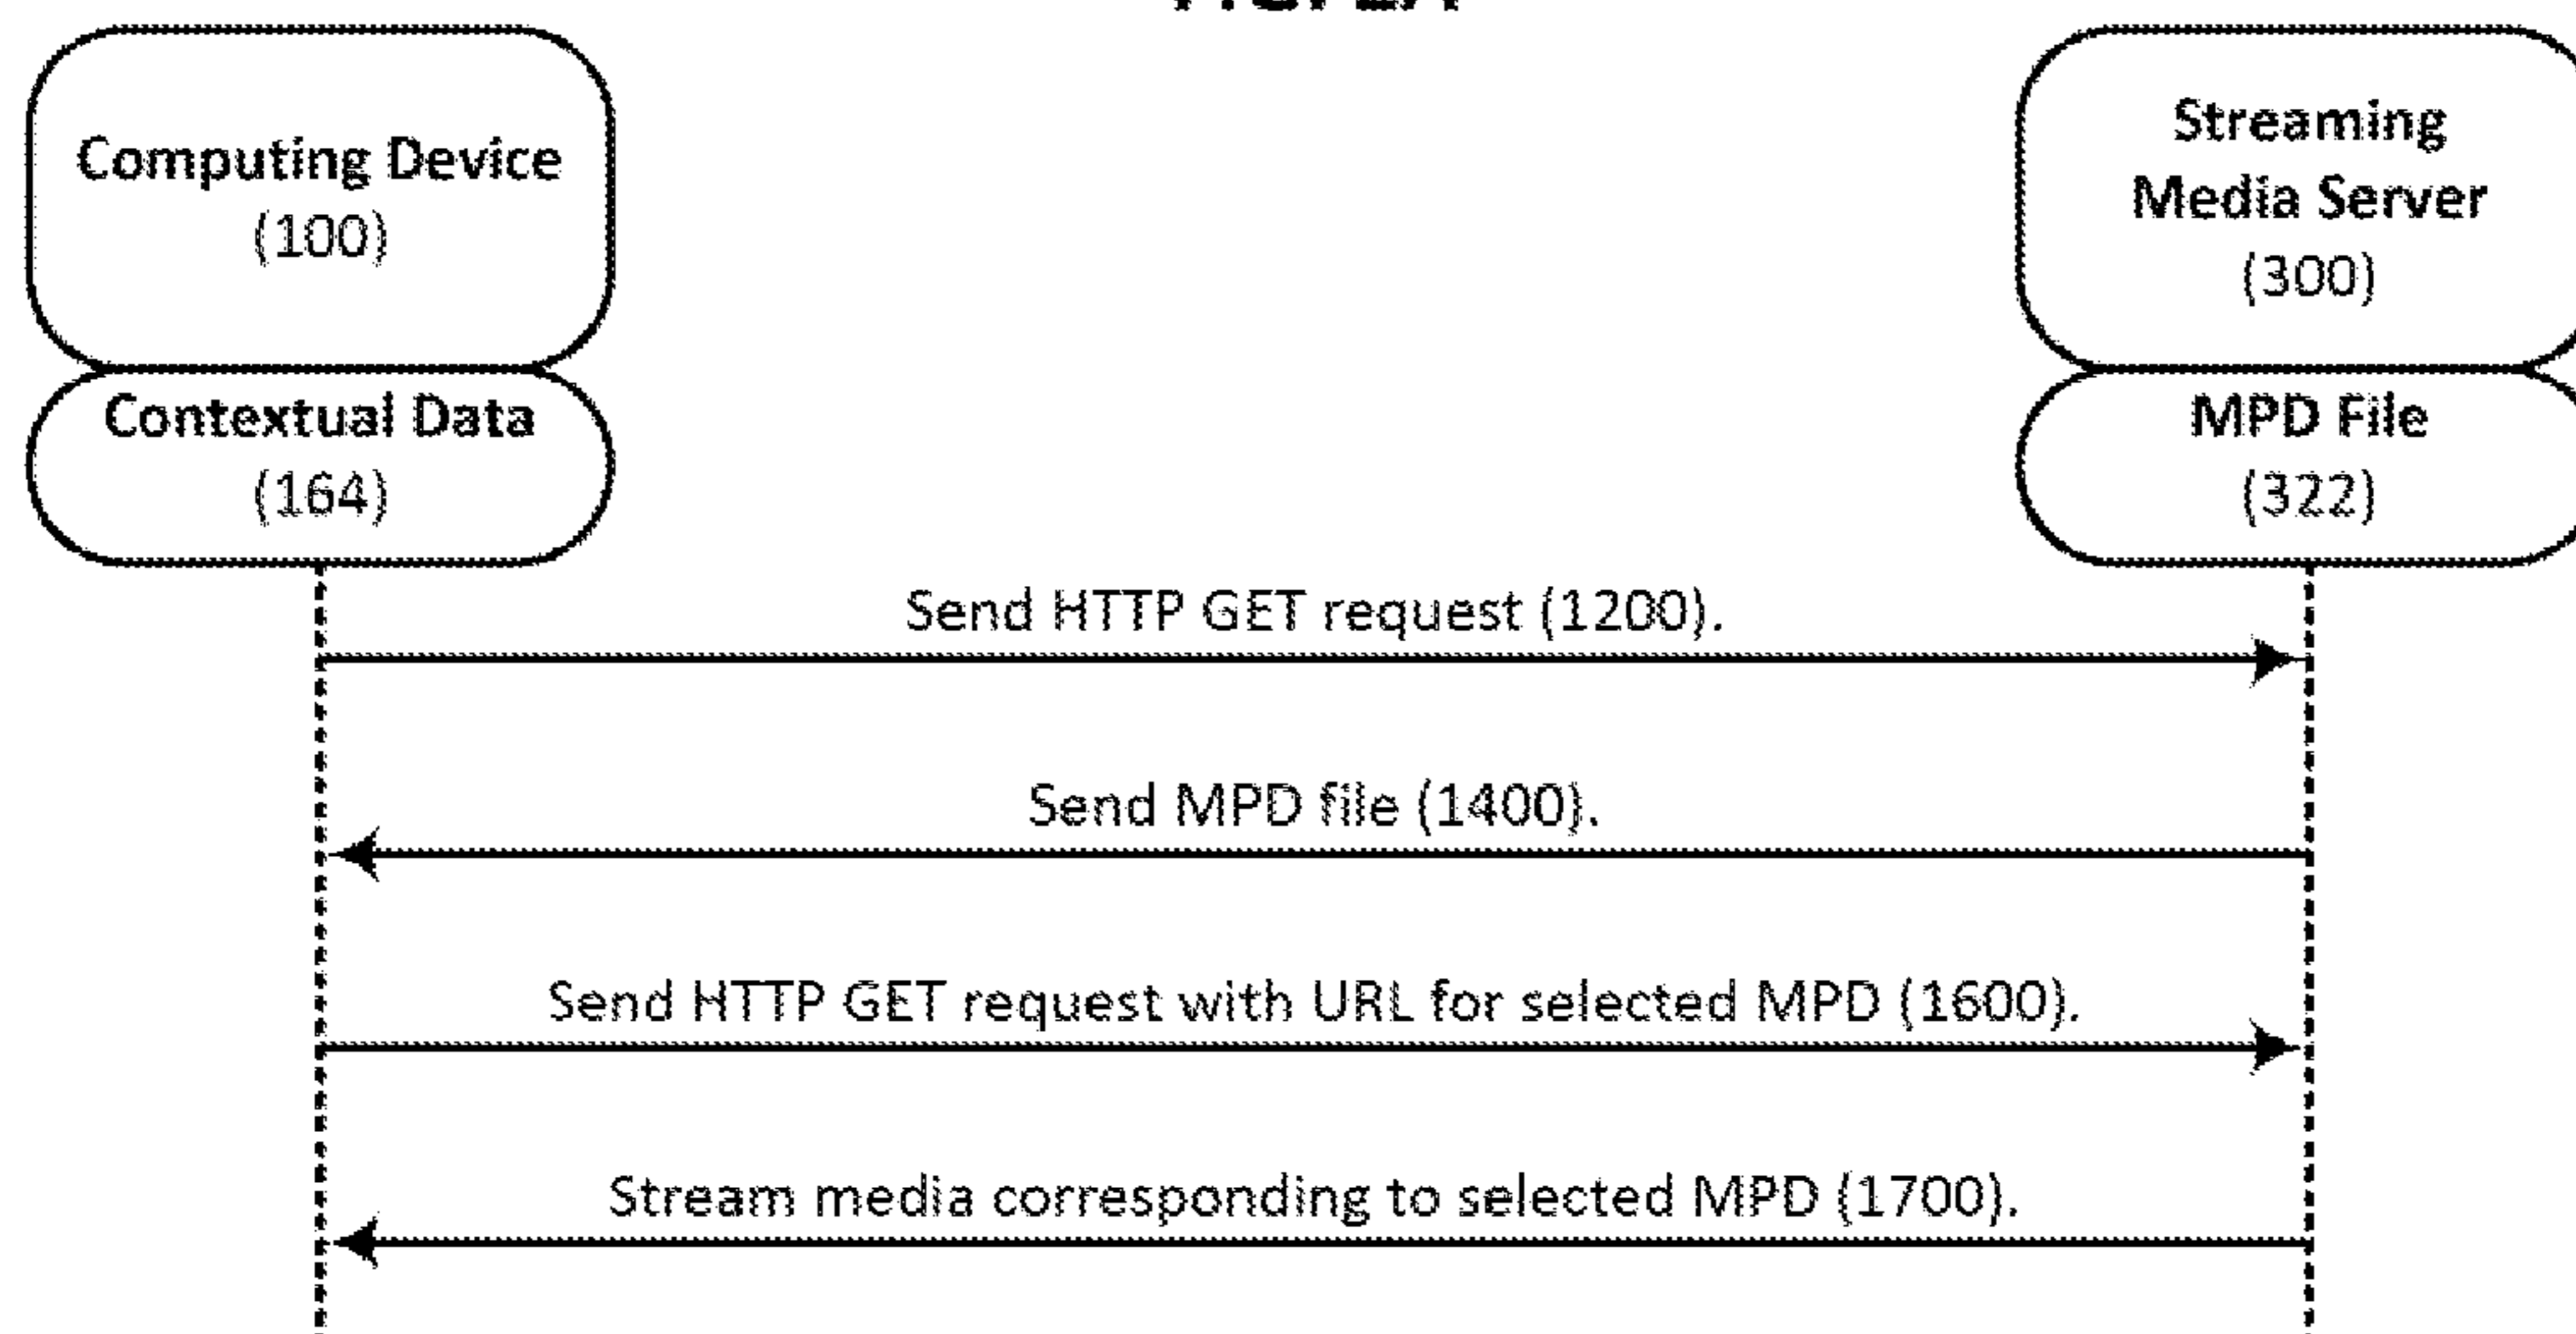 Computing Device
(100)
Contextual Data
(164)
Streaming
Media Server
(300)
MPD File
(322)
Send HTTP GET request (1200).
Send MPD file (1400).
Send HTTP GET request with URL for selected MPD (1600).
Stream media corresponding to selected MPD (1700).